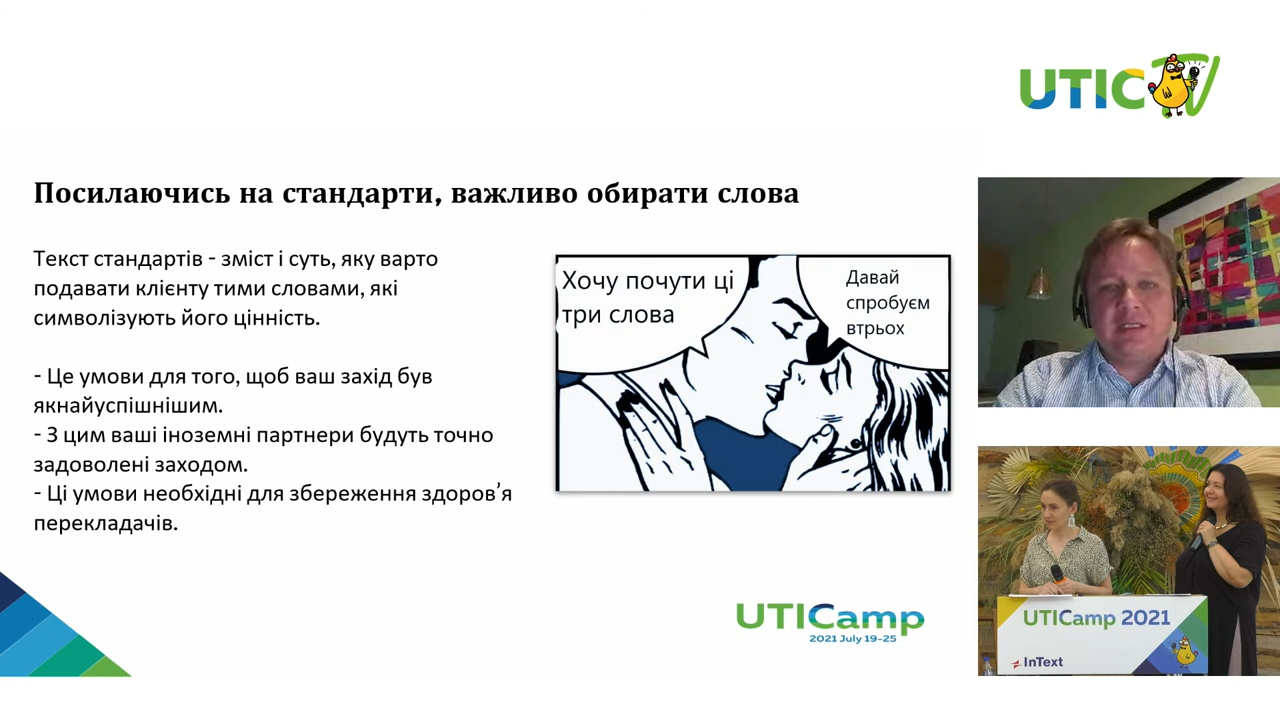 UTIC TV
Посилаючись на стандарти, важливо обирати слова
Текст стандартів - зміст і суть, яку варто
подавати клієнту тими словами, які
символізують його цінність.
- Це умови для того, щоб ваш захід був
якнайуспішнішим.
- З цим ваші іноземні партнери будуть точно
задоволені заходом.
- Ці умови необхідні для збереження здоров’я
перекладачів.
Хочу почути ці
три слова
Давай
спробуєм
втрьох
UTICamp
2021 July 19-25
UTICamp 2021
InText